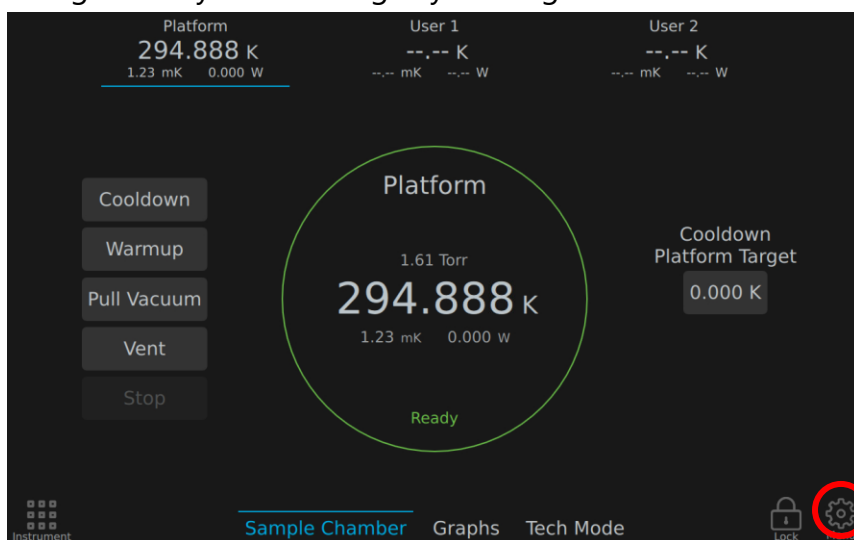 Platform
294.888 K
1.23 mK 0.000 W
User 1
--.-- K
--.-- mK --.-- W
User 2
--.-- K
--.-- mK --.-- W
Cooldown
Warmup
Pull Vacuum
Vent
Stop
Platform
1.61 Torr
294.888 K
1.23 mK 0.000 W
Ready
Cooldown
Platform Target
0.000 K
Instrument
Sample Chamber Graphs Tech Mode
Lock